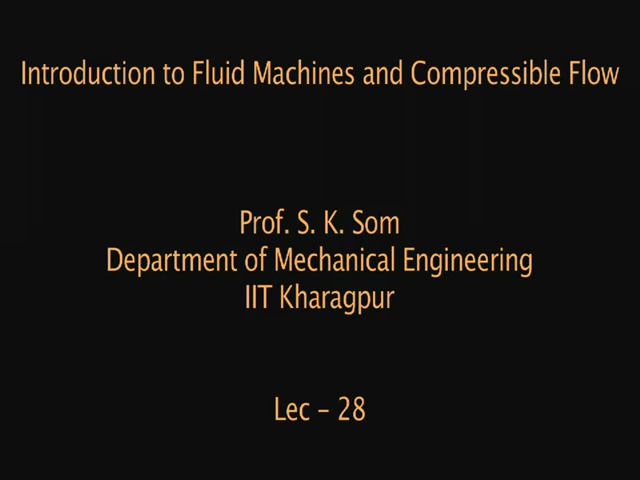 Introduction to Fluid Machines and Compressible Flow
Prof. S. K. Som
Department of Mechanical Engineering
IIT Kharagpur
Lec – 28